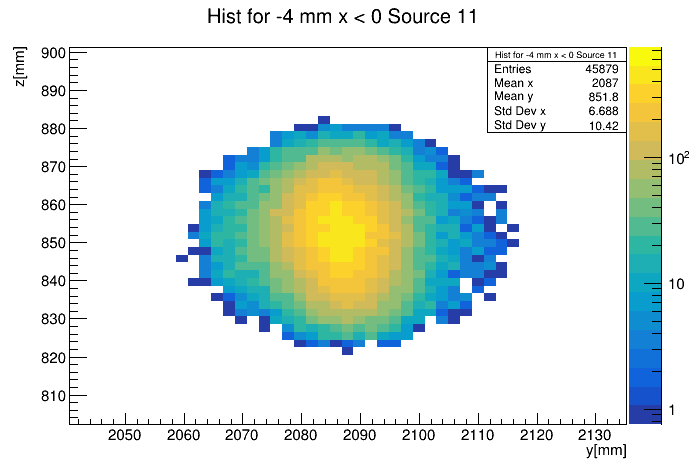 Hist for -4 mm x < 0 Source 11
z[mm]
Hist for -4 mm x < 0 Source 11
Entries 45879
Mean x 2087
Mean y 851.8
Std Dev x 6.688
Std Dev y 10.42
900
890
880
870
860
850
840
830
820
810
10²
10
1
2050 2060 2070 2080 2090 2100 2110 2120 2130
y[mm]